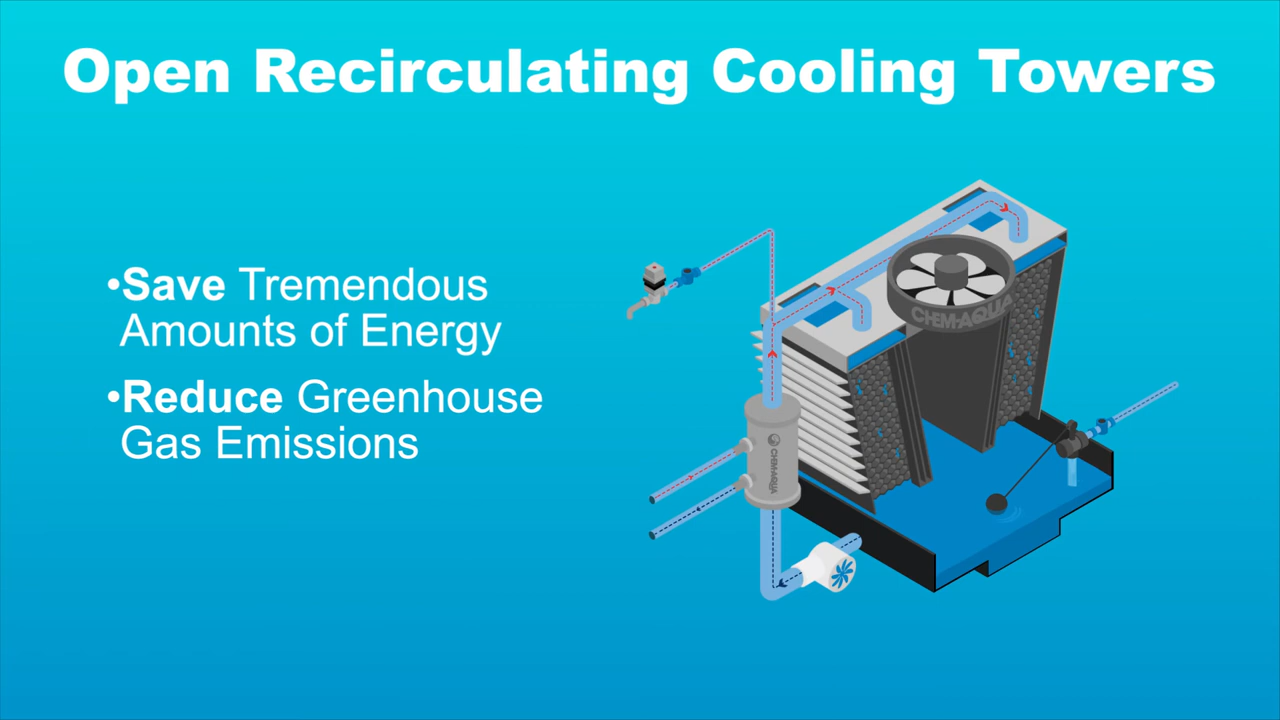 Open Recirculating Cooling Towers
•Save Tremendous
Amounts of Energy
•Reduce Greenhouse
Gas Emissions
CHEM-AQUA
CHEM-AQUA